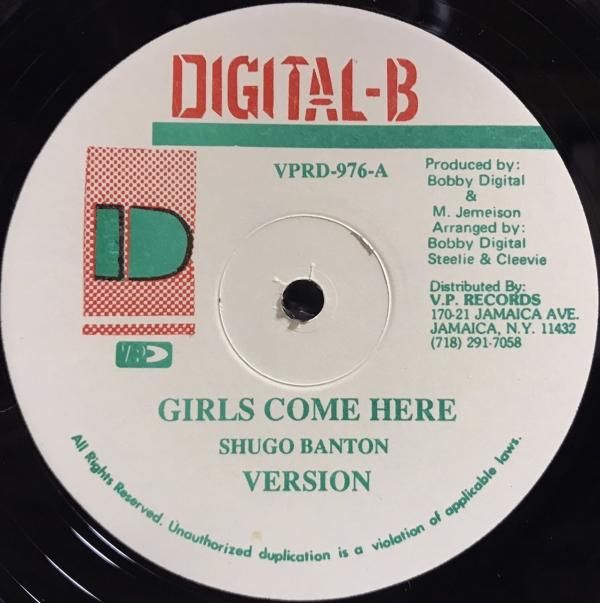 DIGITAL-B
VPRD-976-A
Produced by:
Bobby Digital
&
M. Jemeison
Arranged by:
Bobby Digital
Steelie & Cleevie
Distributed By:
V.P. RECORDS
170-21 JAMAICA AVE.
JAMAICA, N.Y. 11432
(718) 291-7058
D
GIRLS COME HERE
SHUGO BANTON
VERSION
All Rights Reserved. Unauthorized duplication is a violation of applicable laws.